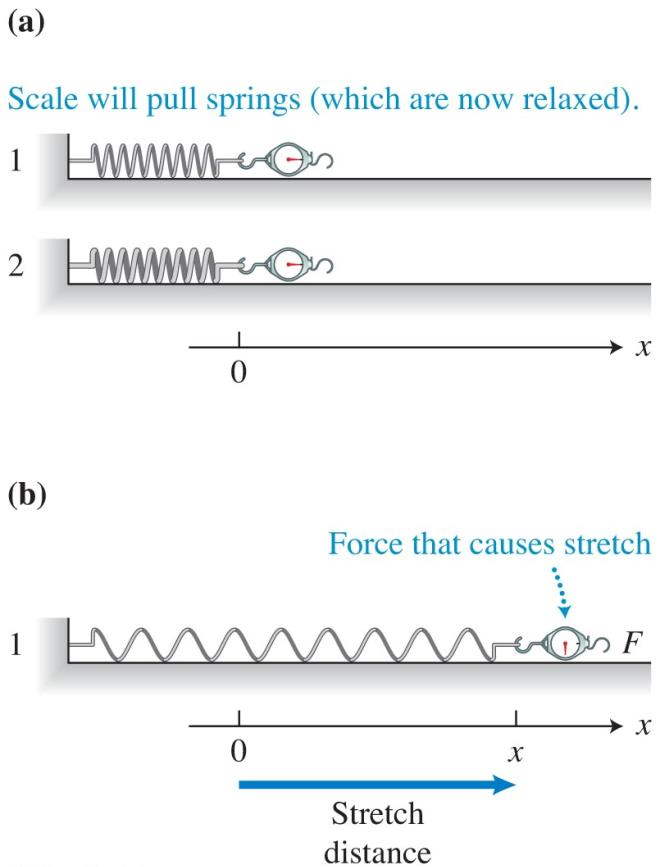 (a)
Scale will pull springs (which are now relaxed).
1
2
x
0
(b)
Force that causes stretch
1
F
x
0
x
Stretch
distance